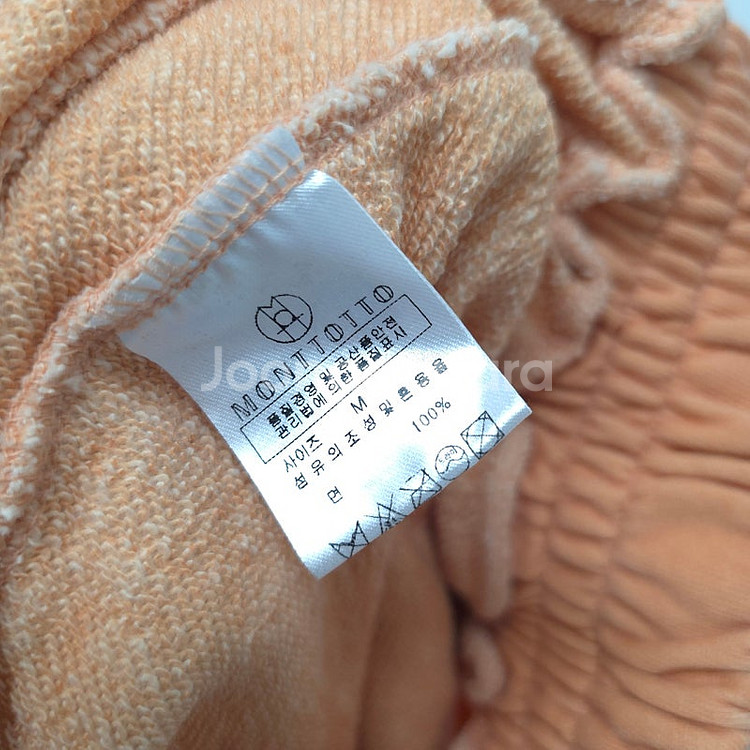 MONTTOITO
품질경영 및 공산품안전
관리법에 의한 품질표시
사이즈 M
섬유의 조성 및 혼용율
면 100%